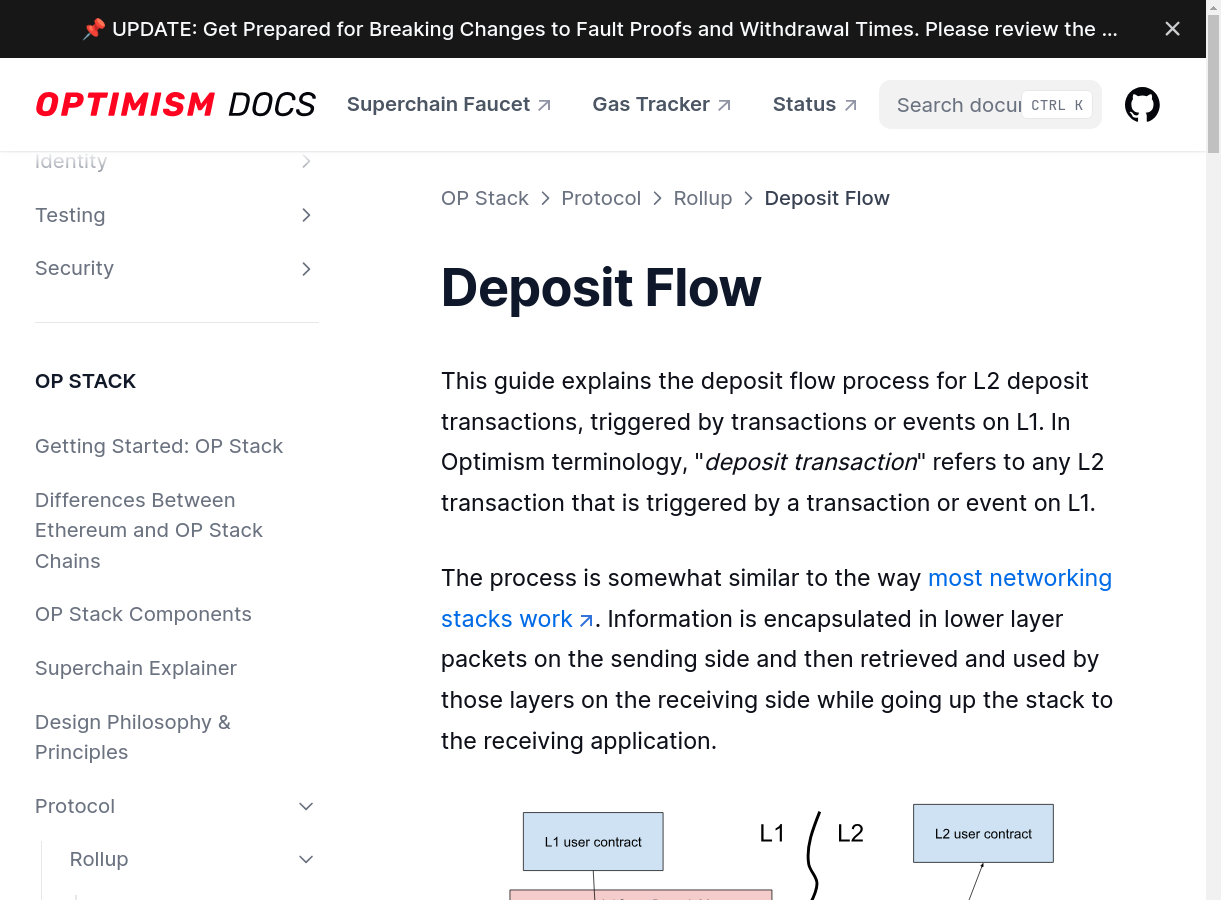 📌 UPDATE: Get Prepared for Breaking Changes to Fault Proofs and Withdrawal Times. Please review the ...
OPTIMISM DOCS
Superchain Faucet
Gas Tracker
Status
Search docu
CTRL K
Identity
Testing
Security
OP STACK
Getting Started: OP Stack
Differences Between
Ethereum and OP Stack
Chains
OP Stack Components
Superchain Explainer
Design Philosophy &
Principles
Protocol
Rollup
OP Stack > Protocol > Rollup > Deposit Flow
Deposit Flow
This guide explains the deposit flow process for L2 deposit
transactions, triggered by transactions or events on L1. In
Optimism terminology, "deposit transaction" refers to any L2
transaction that is triggered by a transaction or event on L1.
The process is somewhat similar to the way most networking
stacks work. Information is encapsulated in lower layer
packets on the sending side and then retrieved and used by
those layers on the receiving side while going up the stack to
the receiving application.
L1 user contract
L1
L2
L2 user contract